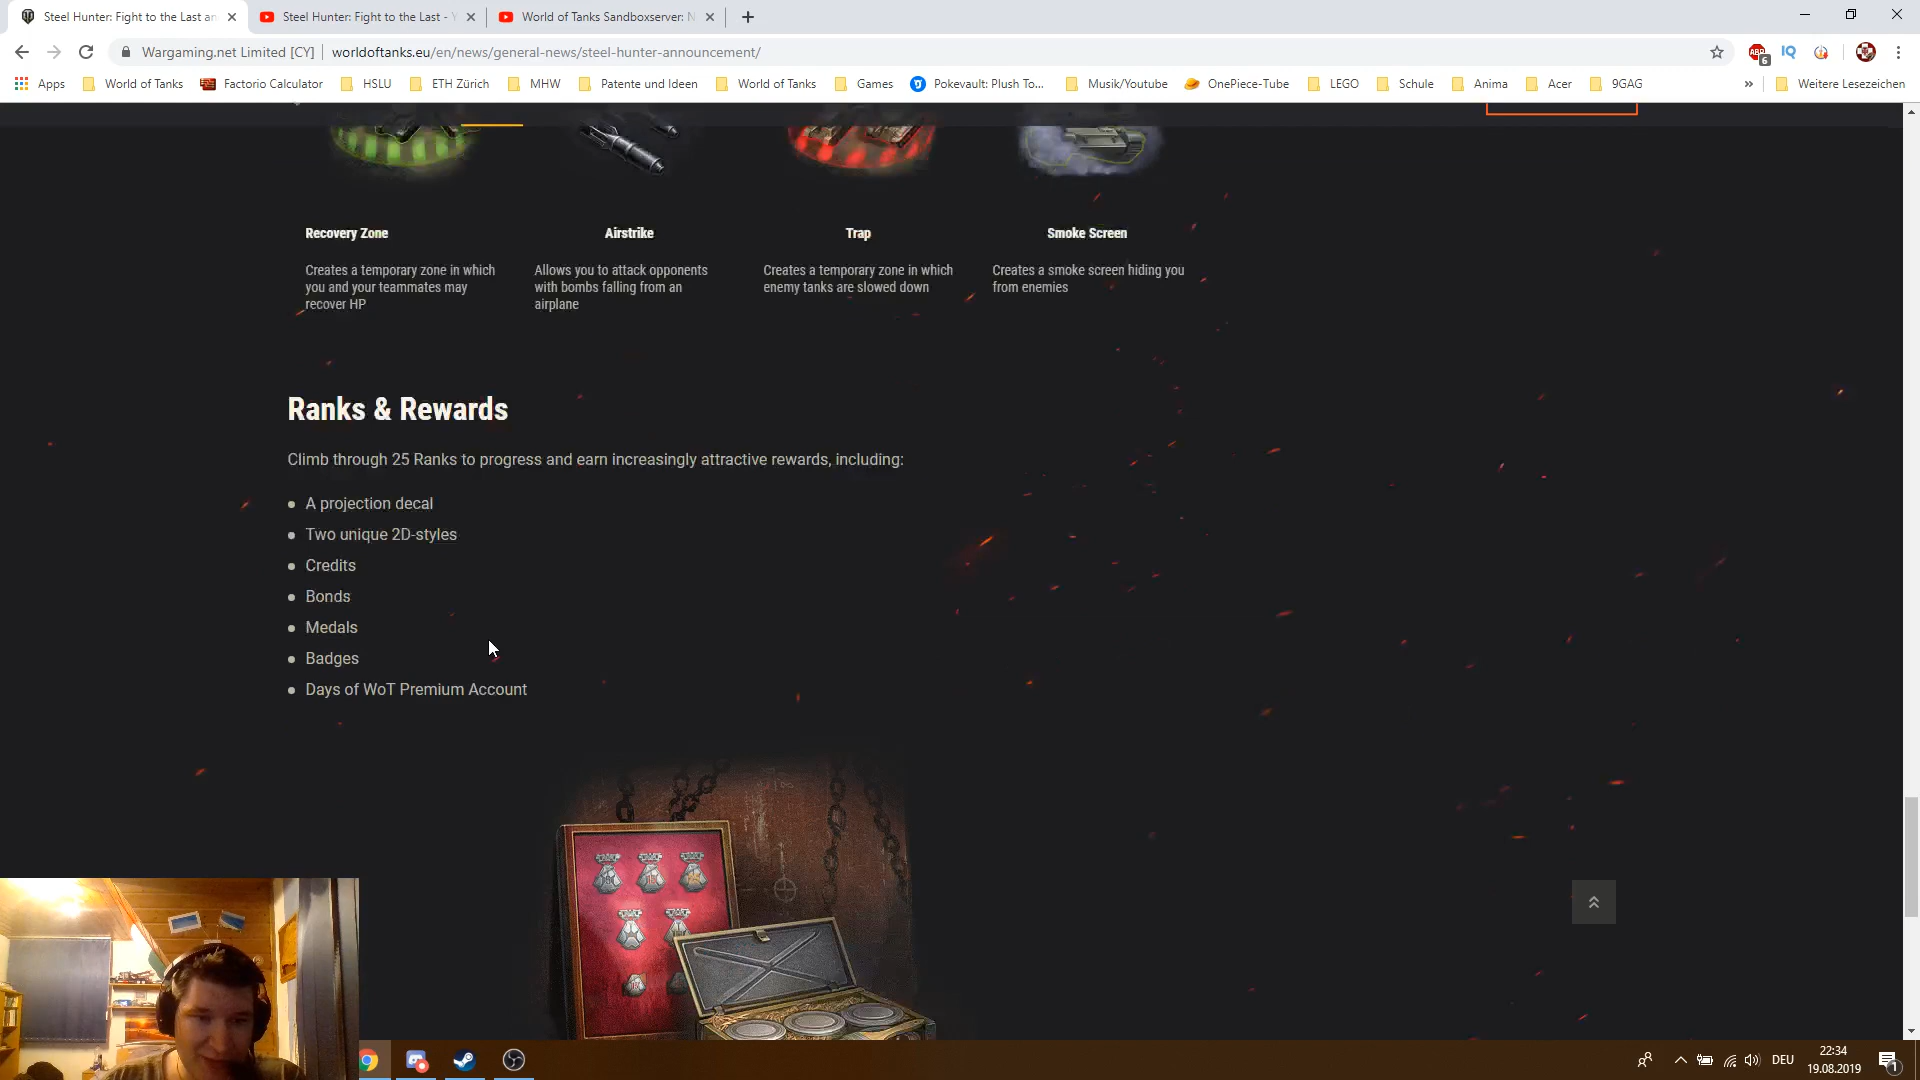 Steel Hunter: Fight to the Last an
Steel Hunter: Fight to the Last - Y
World of Tanks Sandboxserver: N
Wargaming.net Limited [CY] | worldoftanks.eu/en/news/general-news/steel-hunter-announcement/
ABP
6
IQ
Apps
World of Tanks
Factorio Calculator
HSLU
ETH Zürich
MHW
Patente und Ideen
World of Tanks
Games
Pokevault: Plush To...
Musik/Youtube
OnePiece-Tube
LEGO
Schule
Anima
Acer
9GAG
»
Weitere Lesezeichen
Recovery Zone
Creates a temporary zone in which
you and your teammates may
recover HP
Airstrike
Allows you to attack opponents
with bombs falling from an
airplane
Trap
Creates a temporary zone in which
enemy tanks are slowed down
Smoke Screen
Creates a smoke screen hiding you
from enemies
Ranks & Rewards
Climb through 25 Ranks to progress and earn increasingly attractive rewards, including:
A projection decal
Two unique 2D-styles
Credits
Bonds
Medals
Badges
Days of WoT Premium Account
DEU
22:34
19.08.2019
1